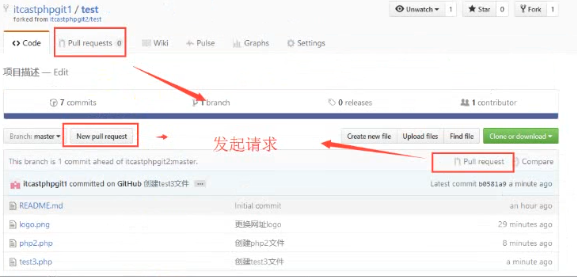 itcastphpgit1 / test
forked from itcastphpgit2/test
Unwatch 1
Star 0
Fork 1
Code
Pull requests 0
Wiki
Pulse
Graphs
Settings
项目描述 — Edit
7 commits
1 branch
0 releases
1 contributor
Branch: master
New pull request
发起请求
Create new file
Upload files
Find file
Clone or download
This branch is 1 commit ahead of itcastphpgit2:master.
Pull request
Compare
itcastphpgit1 committed on GitHub 创建test3文件
Latest commit b0581a9 a minute ago
README.md Initial commit an hour ago
logo.png 更换网址logo 29 minutes ago
php2.php 创建php2文件 8 minutes ago
test3.php 创建test3文件 a minute ago